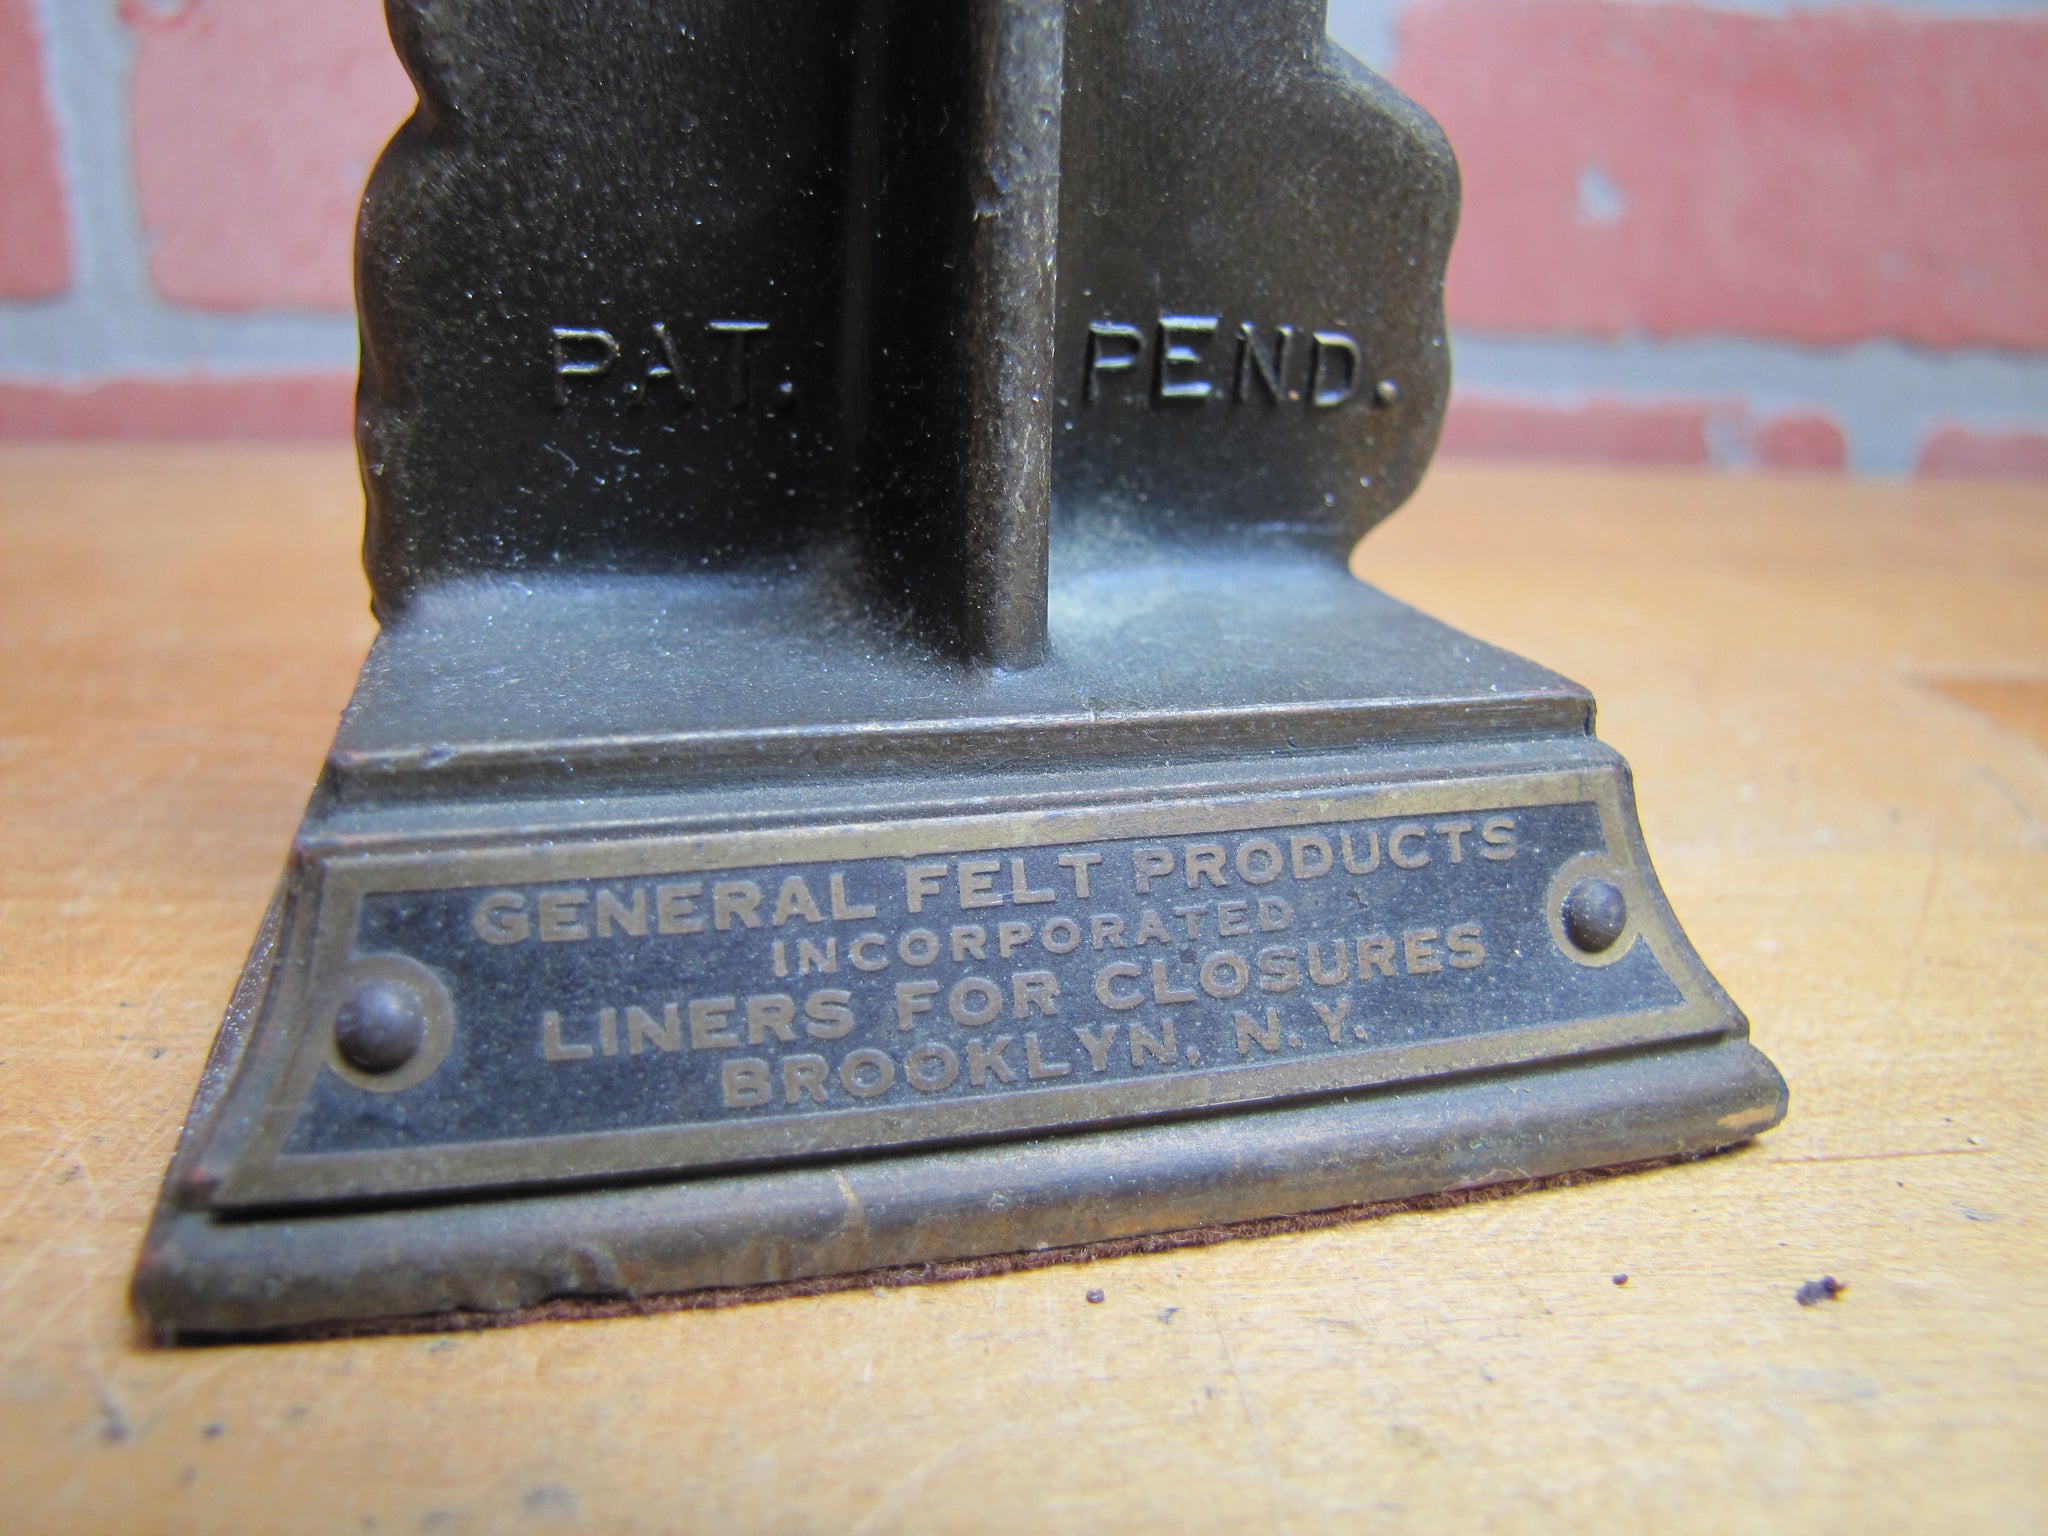 PAT. PEND.
GENERAL FELT PRODUCTS
INCORPORATED
LINERS FOR CLOSURES
BROOKLYN, N.Y.